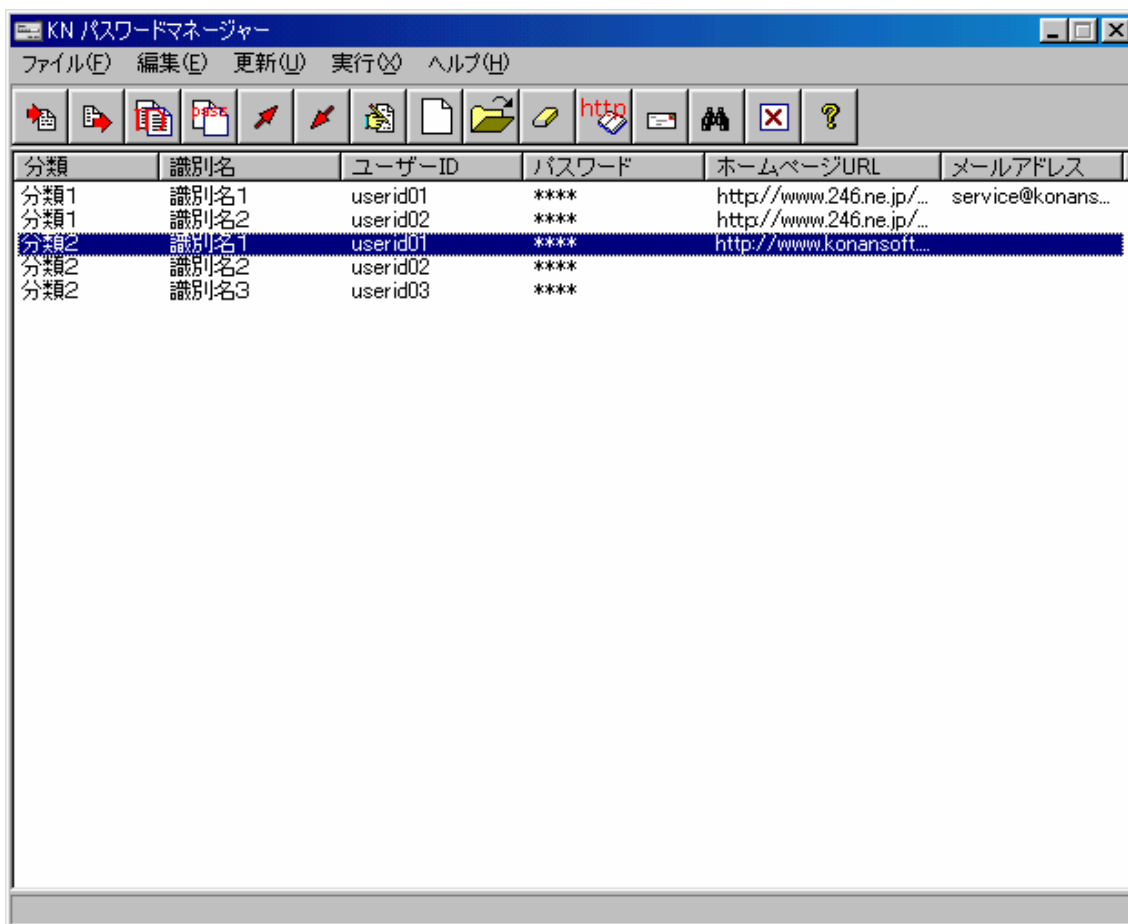 KN パスワードマネージャー
ファイル(F) 編集(E) 更新(U) 実行(X) ヘルプ(H)
pass http ?
分類 識別名 ユーザーID パスワード ホームページURL メールアドレス
分類1 識別名1 userid01 **** http://www.246.ne.jp/... service@konans...
分類1 識別名2 userid02 **** http://www.246.ne.jp/...
分類2 識別名1 userid01 **** http://www.konansoft....
分類2 識別名2 userid02 ****
分類2 識別名3 userid03 ****